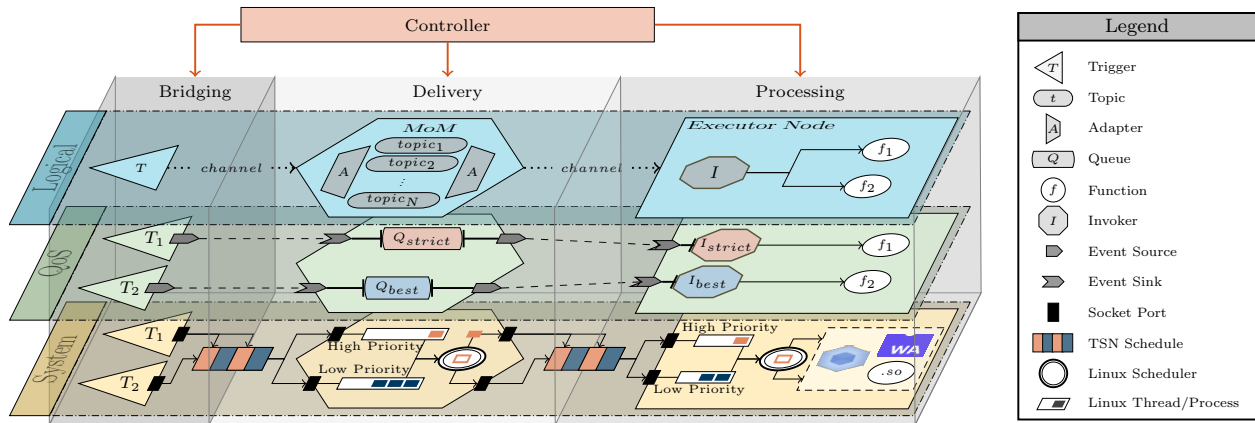 Controller
Bridging
Delivery
Processing
Logical
T
channel
MoM
topic1
topic2
⋮
topicN
A
A
channel
Executor Node
I
f1
f2
QoS
T1
T2
Qstrict
Qbest
Istrict
Ibest
f1
f2
System
T1
T2
High Priority
Low Priority
High Priority
Low Priority
WA
.so
Legend
T Trigger
t Topic
A Adapter
Q Queue
f Function
I Invoker
Event Source
Event Sink
Socket Port
TSN Schedule
Linux Scheduler
Linux Thread/Process